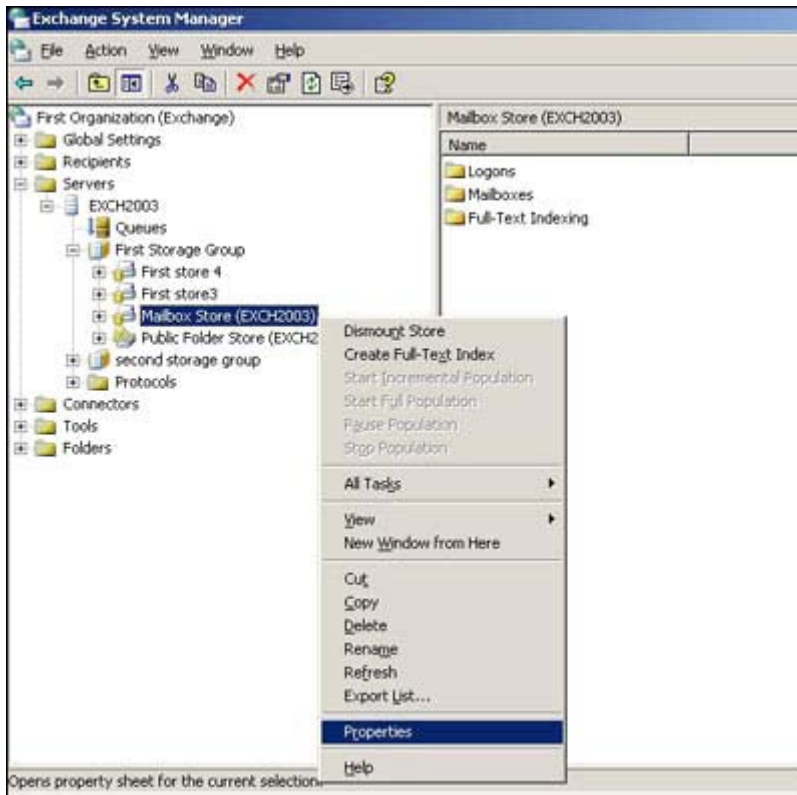 Exchange System Manager
File Action View Window Help
First Organization (Exchange)
Global Settings
Recipients
Servers
EXCH2003
Queues
First Storage Group
First store 4
First store3
Mailbox Store (EXCH2003)
Public Folder Store (EXCH2
second storage group
Protocols
Connectors
Tools
Folders
Mailbox Store (EXCH2003)
Name
Logons
Mailboxes
Full-Text Indexing
Dismount Store
Create Full-Text Index
Start Incremental Population
Start Full Population
Pause Population
Stop Population
All Tasks
View
New Window from Here
Cut
Copy
Delete
Rename
Refresh
Export List...
Properties
Help
Opens property sheet for the current selection.